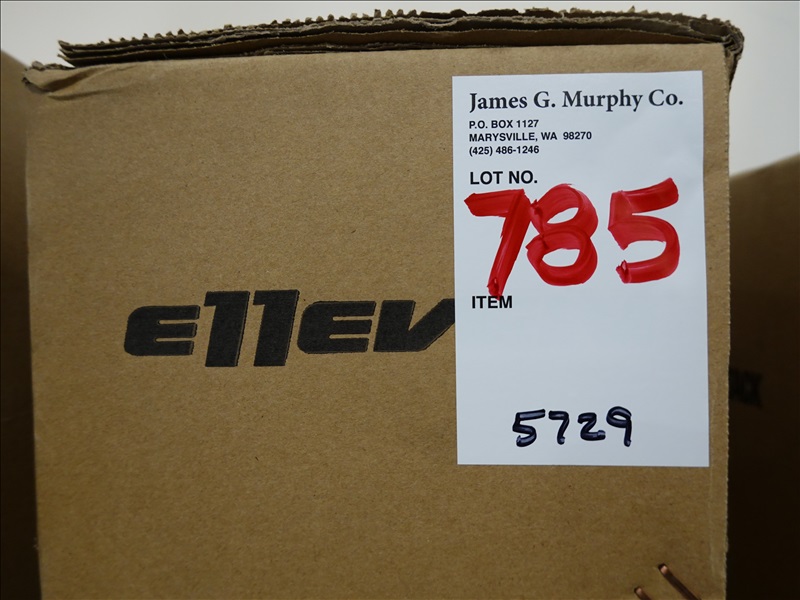 James G. Murphy Co.
P.O. BOX 1127
MARYSVILLE, WA 98270
(425) 486-1246
LOT NO.
785
ITEM
5729
e11ev